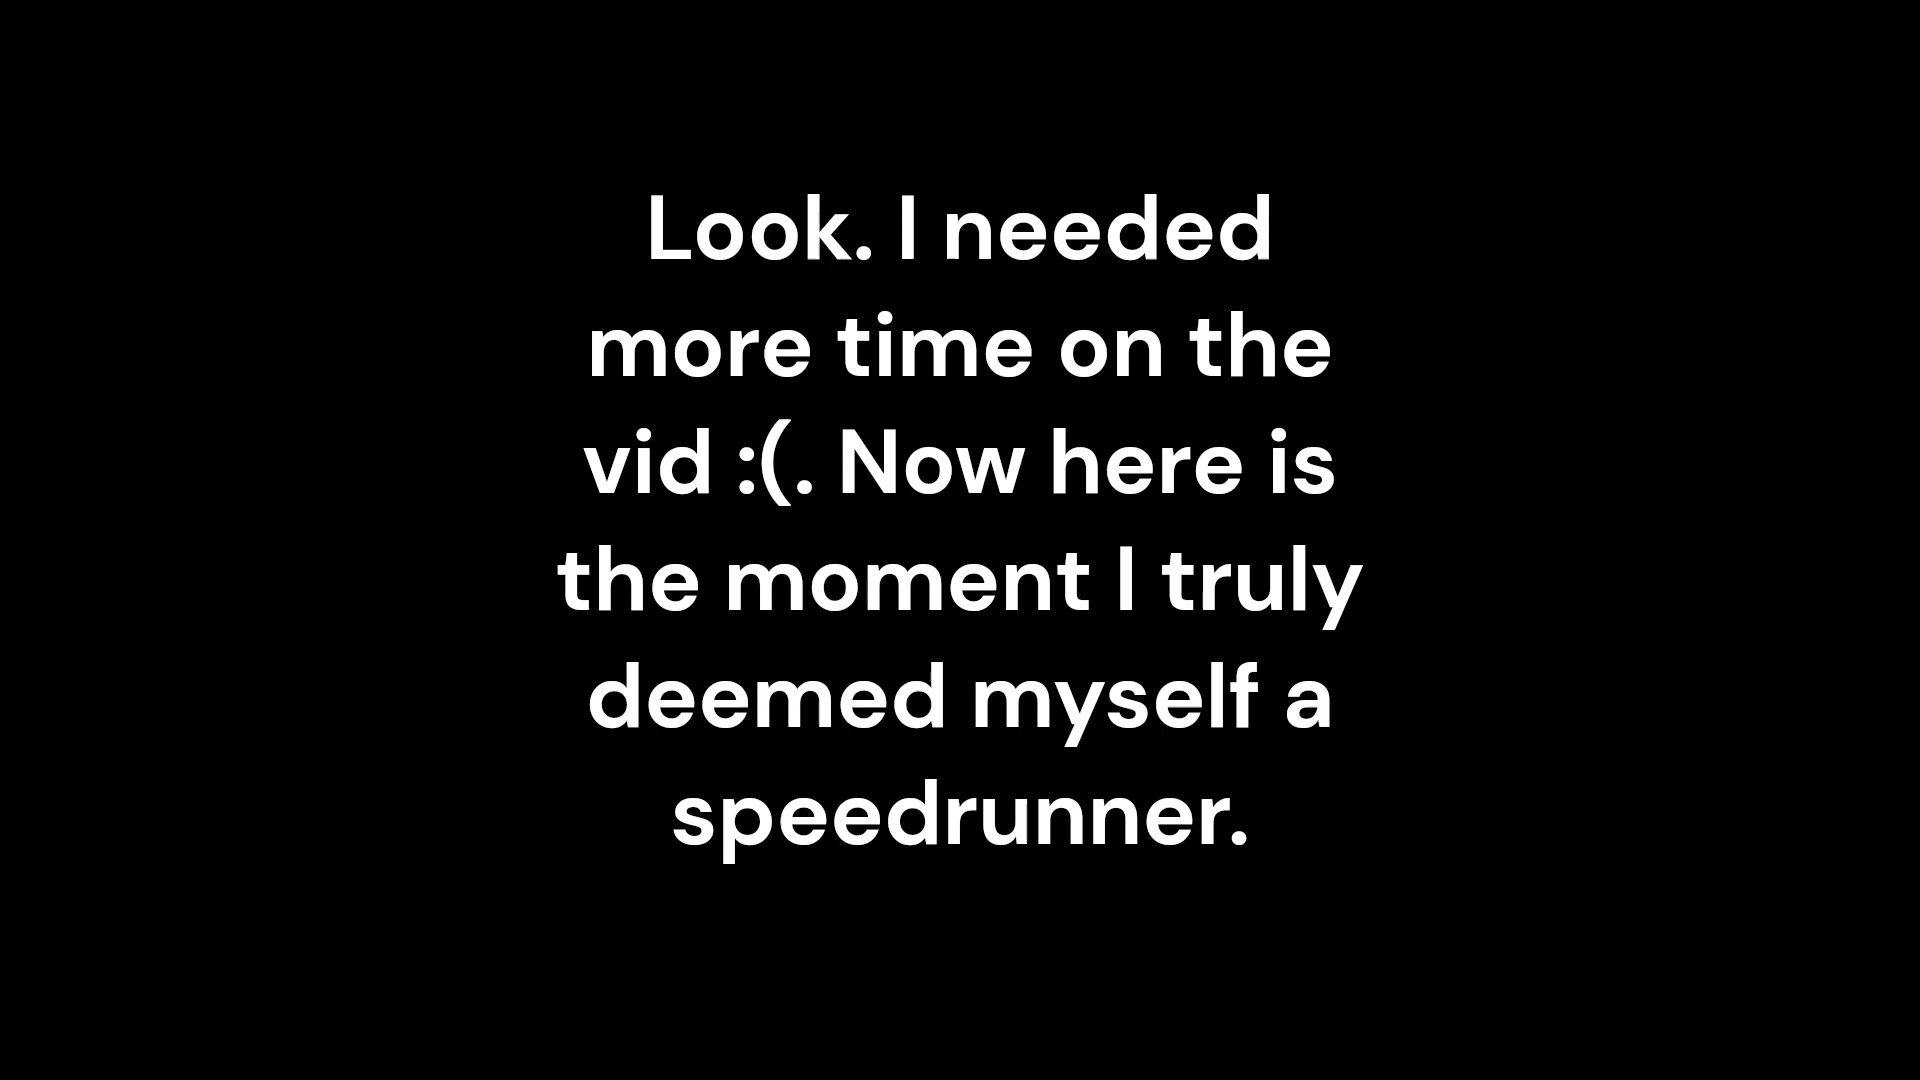 Look. I needed
more time on the
vid :(. Now here is
the moment I truly
deemed myself a
speedrunner.